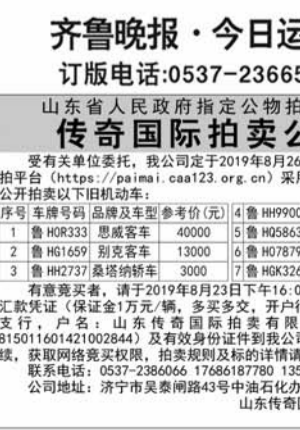 齐鲁晚报·今日运
订版电话:0537-23665
山东省人民政府指定公物拍
传奇国际拍卖公
受有关单位委托，我公司定于2019年8月26
拍平台（https://paimai.caa123.org.cn）采用
公开拍卖以下旧机动车：
序号 车牌号码 品牌及车型 参考价(元) 4 鲁HH9900
1 鲁H0R333 思威客车 40000 5 鲁HQ5863
2 鲁HG1659 别克客车 13000 6 鲁H07879
3 鲁HH2737 桑塔纳轿车 3000 7 鲁HGK326
有意竞买者，请于2019年8月23日下午16:0
汇款凭证（保证金1万元/辆，多买多交，开户行
支行，户名：山东传奇国际拍卖有限
815011601421002844）及有效身份证件到我公司
续，获取网络竞买权限，拍卖规则及标的详情请
联系电话：0537-2386066 17686187780 135
公司地址：济宁市吴泰闸路43号中油石化办
山东传奇国